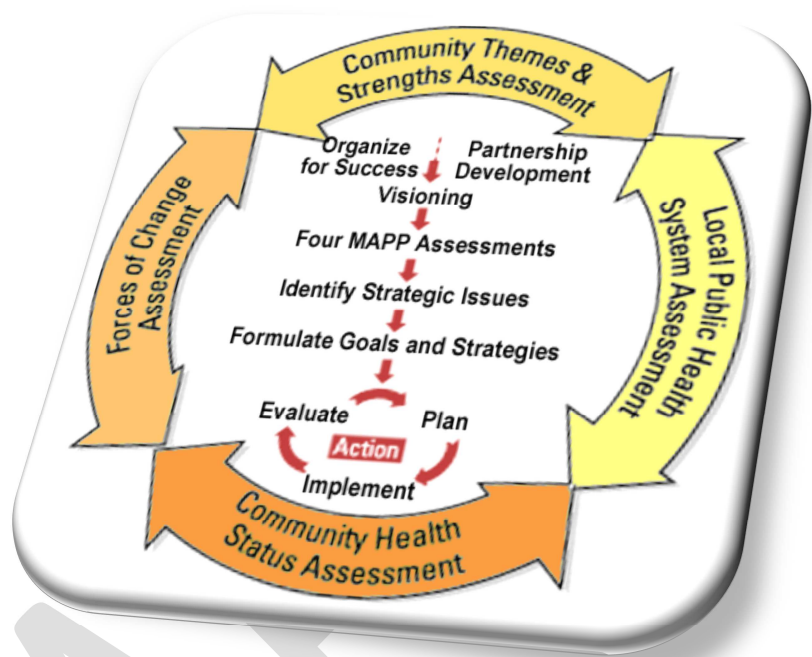 Community Themes &
Strengths Assessment
Organize
for Success
Partnership
Development
Visioning
Four MAPP Assessments
Identify Strategic Issues
Formulate Goals and Strategies
Evaluate
Plan
Action
Implement
Forces of Change
Assessment
Local Public Health
System Assessment
Community Health
Status Assessment